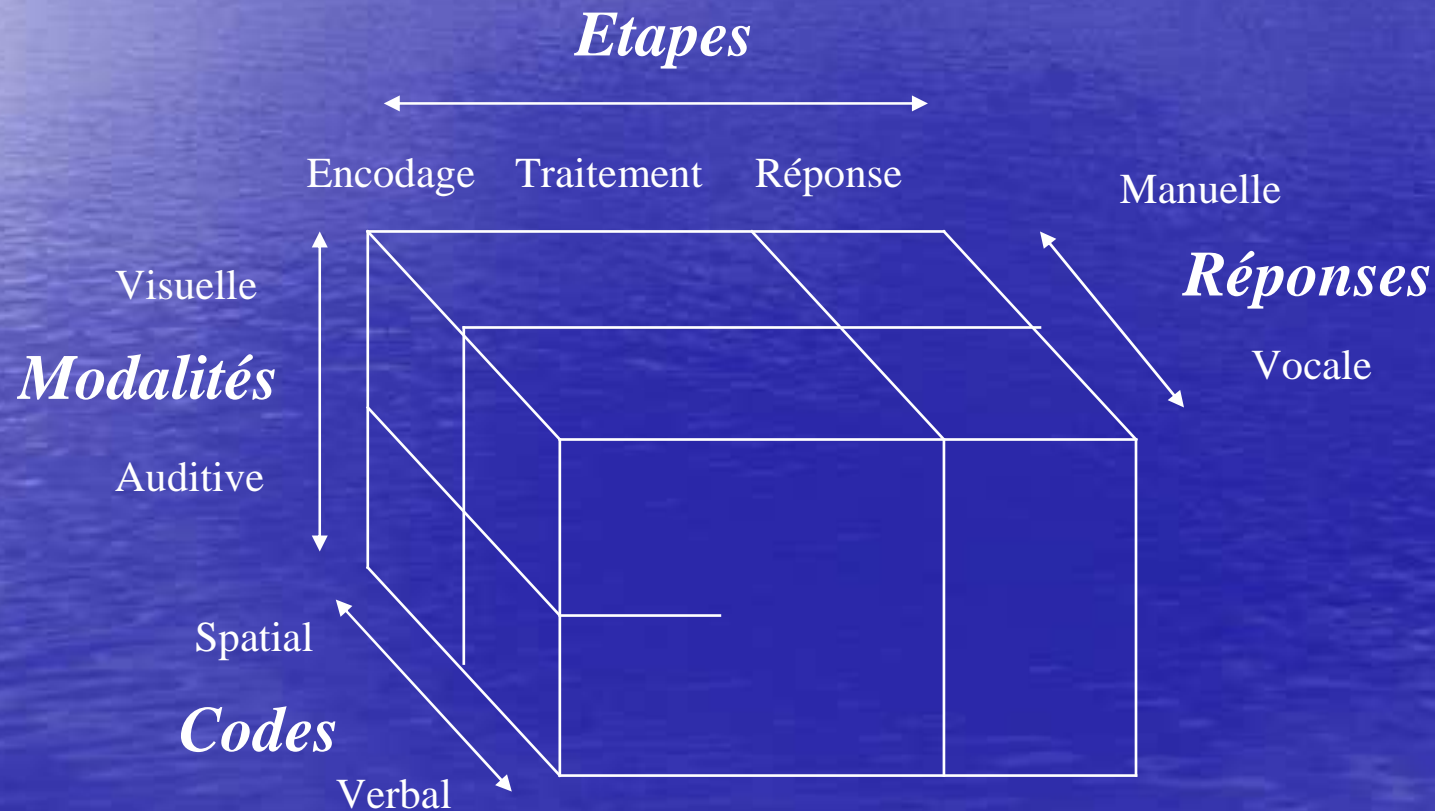 Etapes
Encodage Traitement Réponse
Manuelle
Réponses
Vocale
Visuelle
Modalités
Auditive
Spatial
Codes
Verbal